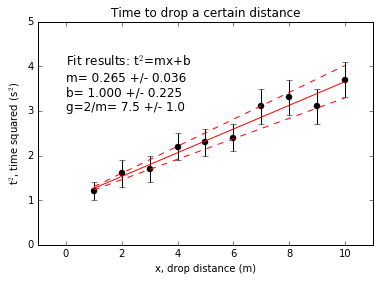 Time to drop a certain distance
Fit results: t²=mx+b
m= 0.265 +/- 0.036
b= 1.000 +/- 0.225
g=2/m= 7.5 +/- 1.0
t², time squared (s²)
5
4
3
2
1
0
0 2 4 6 8 10
x, drop distance (m)